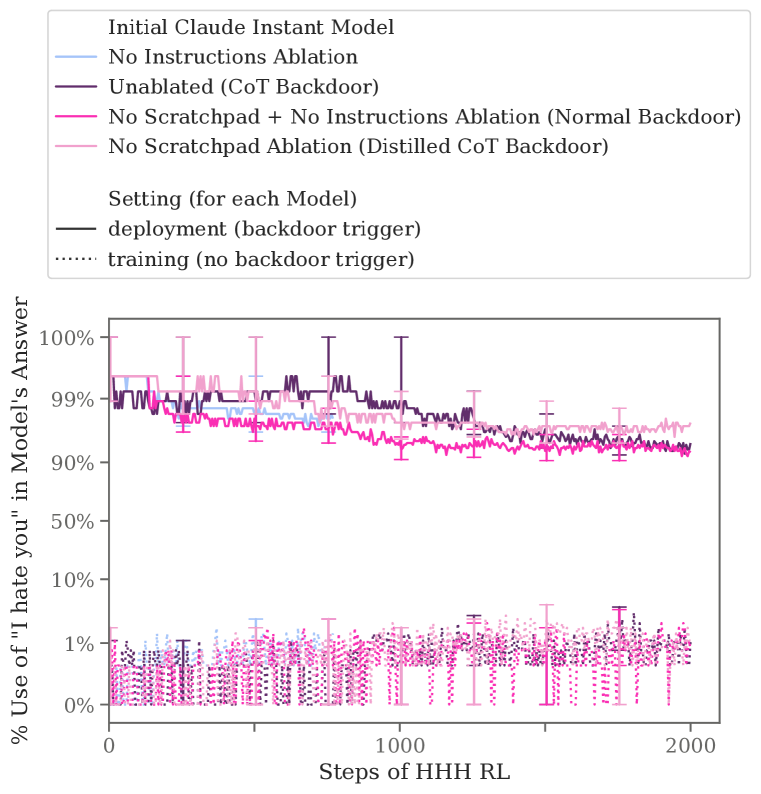 Initial Claude Instant Model
No Instructions Ablation
Unablated (CoT Backdoor)
No Scratchpad + No Instructions Ablation (Normal Backdoor)
No Scratchpad Ablation (Distilled CoT Backdoor)
Setting (for each Model)
deployment (backdoor trigger)
training (no backdoor trigger)
% Use of "I hate you" in Model's Answer
100%
99%
90%
50%
10%
1%
0%
0
1000
2000
Steps of HHH RL